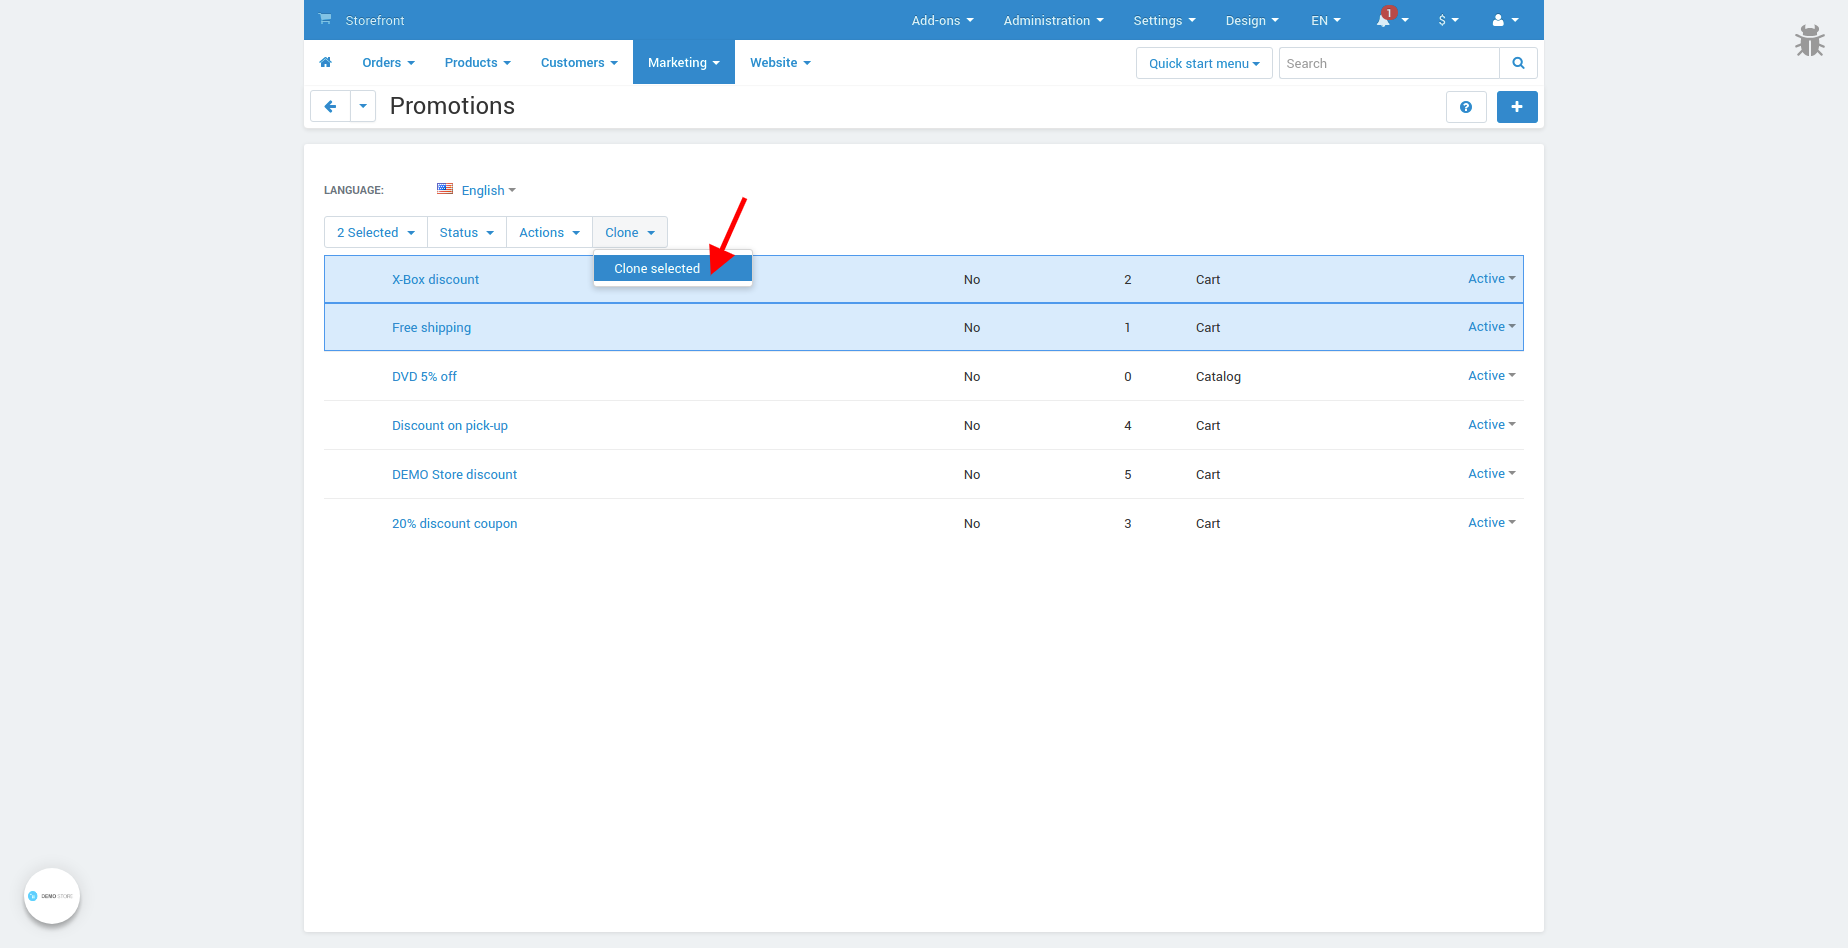 Storefront Add-ons Administration Settings Design EN 1 $
Orders Products Customers Marketing Website Quick start menu Search
Promotions
LANGUAGE: English
2 Selected Status Actions Clone
Clone selected
X-Box discount No 2 Cart Active
Free shipping No 1 Cart Active
DVD 5% off No 0 Catalog Active
Discount on pick-up No 4 Cart Active
DEMO Store discount No 5 Cart Active
20% discount coupon No 3 Cart Active
DEMO STORE